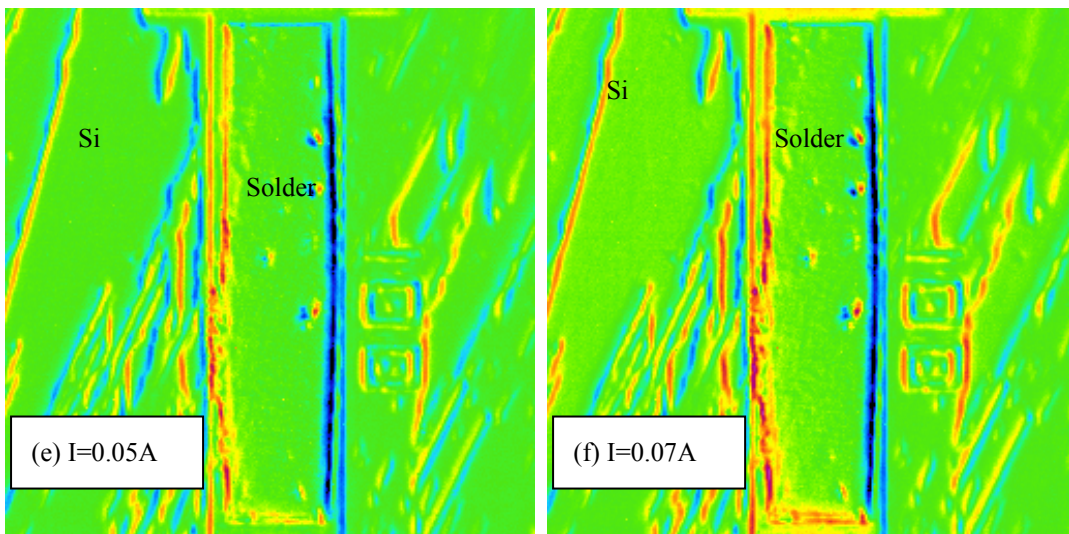 Si
Solder
(e) I=0.05A
Si
Solder
(f) I=0.07A